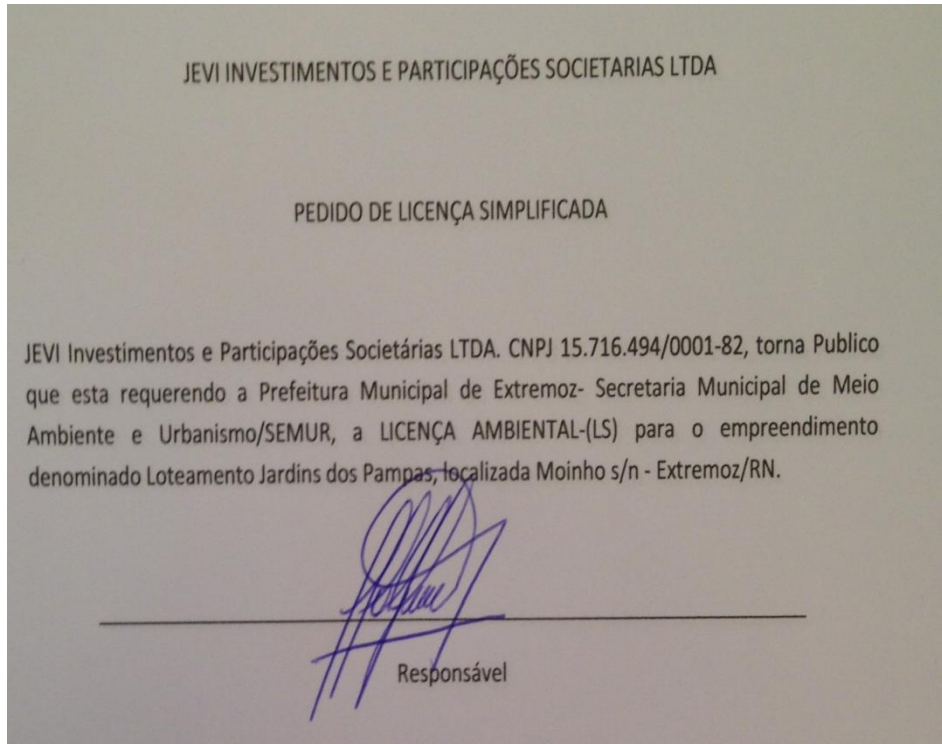 JEVI INVESTIMENTOS E PARTICIPAÇÕES SOCIETARIAS LTDA
PEDIDO DE LICENÇA SIMPLIFICADA
JEVI Investimentos e Participações Societárias LTDA. CNPJ 15.716.494/0001-82, torna Publico
que esta requerendo a Prefeitura Municipal de Extremoz- Secretaria Municipal de Meio
Ambiente e Urbanismo/SEMUR, a LICENÇA AMBIENTAL-(LS) para o empreendimento
denominado Loteamento Jardins dos Pampas, localizada Moinho s/n - Extremoz/RN.
Responsável